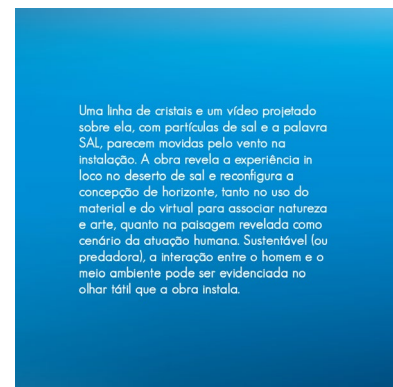 Uma linha de cristais e um vídeo projetado
sobre ela, com partículas de sal e a palavra
SAL, parecem movidas pelo vento na
instalação. A obra revela a experiência in
loco no deserto de sal e reconfigura a
concepção de horizonte, tanto no uso do
material e do virtual para associar natureza
e arte, quanto na paisagem revelada como
cenário da atuação humana. Sustentável (ou
predadora), a interação entre o homem e o
meio ambiente pode ser evidenciada no
olhar tátil que a obra instala.